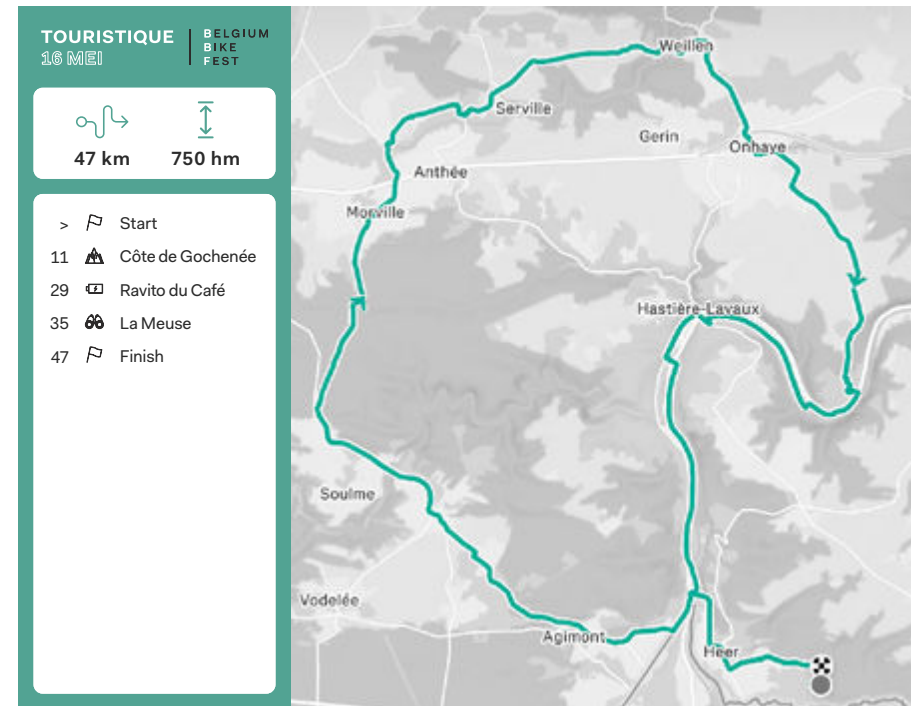 TOURISTIQUE
16 MEI
BELGIUM
BIKE
FEST
47 km
750 hm
> Start
11 Côte de Gochenée
29 Ravito du Café
35 La Meuse
47 Finish
Weillen
Serville
Gerin
Onhaye
Anthée
Morville
Hastière-Lavaux
Soulme
Vodelée
Agimont
Heer